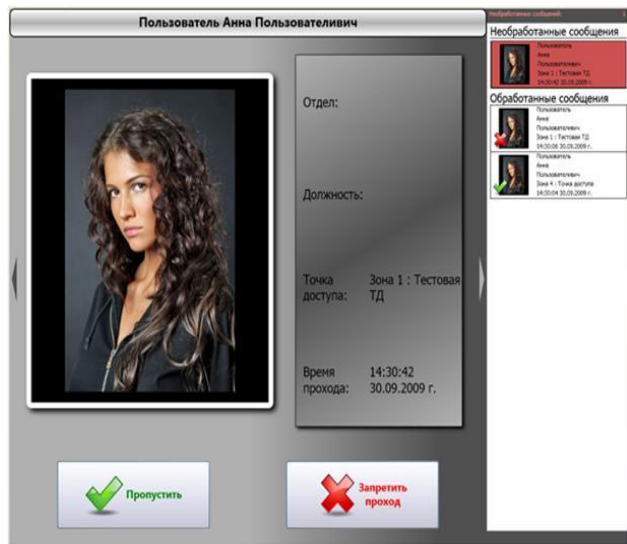 Пользователь Анна Пользователивич
Отдел:
Должность:
Точка доступа:
Зона 1 : Тестовая ТД
Время прохода:
14:30:42
30.09.2009 г.
Пропустить
Запретить
проход
Необработанные сообщения
Необработанные сообщения
Пользователь
Анна
Пользователивич
Зона 1 : Тестовая ТД
14:30:42 30.09.2009 г.
Обработанные сообщения
Пользователь
Анна
Пользователивич
Зона 1 : Тестовая ТД
14:30:06 30.09.2009 г.
Пользователь
Анна
Пользователивич
Зона 4 : Точка доступа
14:30:04 30.09.2009 г.